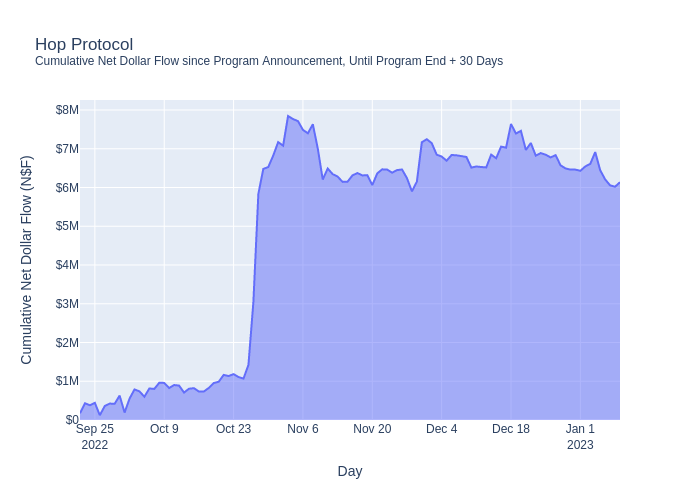 Hop Protocol
Cumulative Net Dollar Flow since Program Announcement, Until Program End + 30 Days
Cumulative Net Dollar Flow (N$F)
$8M
$7M
$6M
$5M
$4M
$3M
$2M
$1M
$0
Sep 25
2022
Oct 9
Oct 23
Nov 6
Nov 20
Dec 4
Dec 18
Jan 1
2023
Day